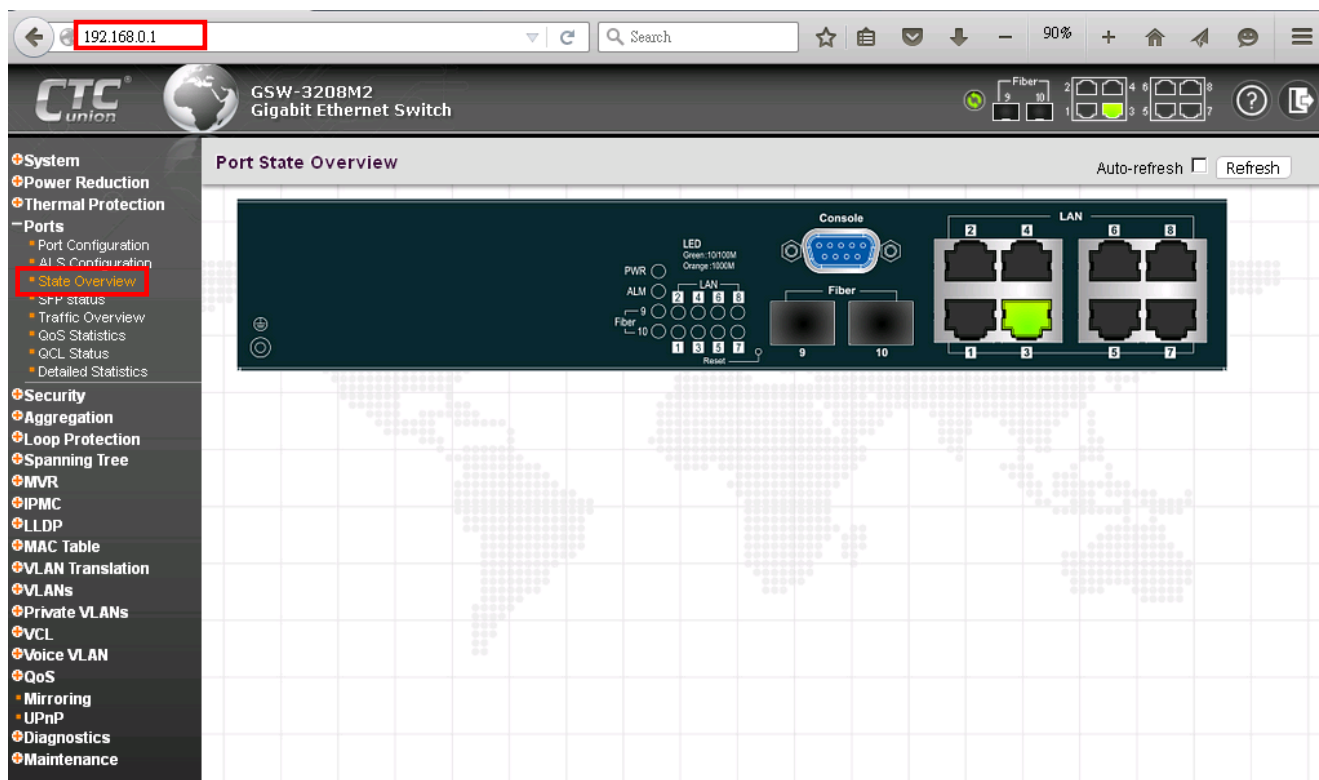 192.168.0.1
Search
90%
CTC®
union
GSW-3208M2
Gigabit Ethernet Switch
Fiber
9 10
2 4 6 8
1 3 5 7
Port State Overview
Auto-refresh
Refresh
System
Power Reduction
Thermal Protection
Ports
Port Configuration
ALS Configuration
State Overview
SFP status
Traffic Overview
QoS Statistics
QCL Status
Detailed Statistics
Security
Aggregation
Loop Protection
Spanning Tree
MVR
IPMC
LLDP
MAC Table
VLAN Translation
VLANs
Private VLANs
VCL
Voice VLAN
QoS
Mirroring
UPnP
Diagnostics
Maintenance
LED
Green:10/100M
Orange:1000M
PWR
ALM
LAN
2 4 6 8
Fiber
9
10
1 3 5 7
Reset
Console
Fiber
9 10
LAN
2 4 6 8
1 3 5 7